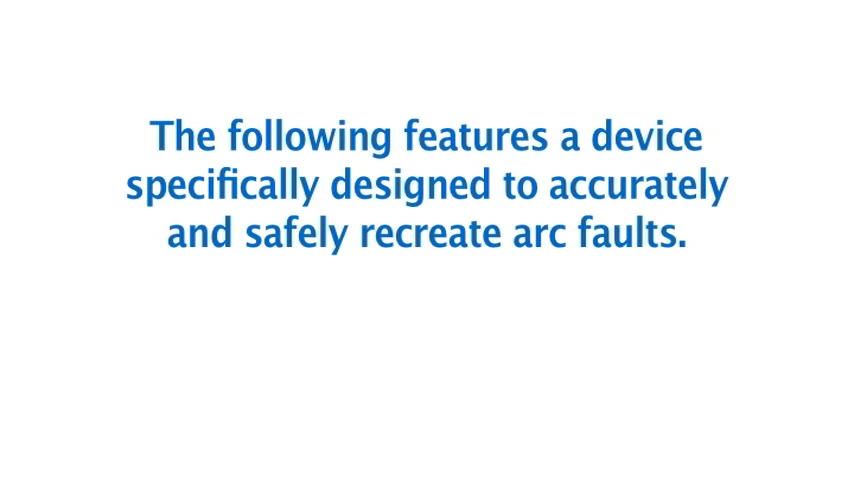 The following features a device
specifically designed to accurately
and safely recreate arc faults.